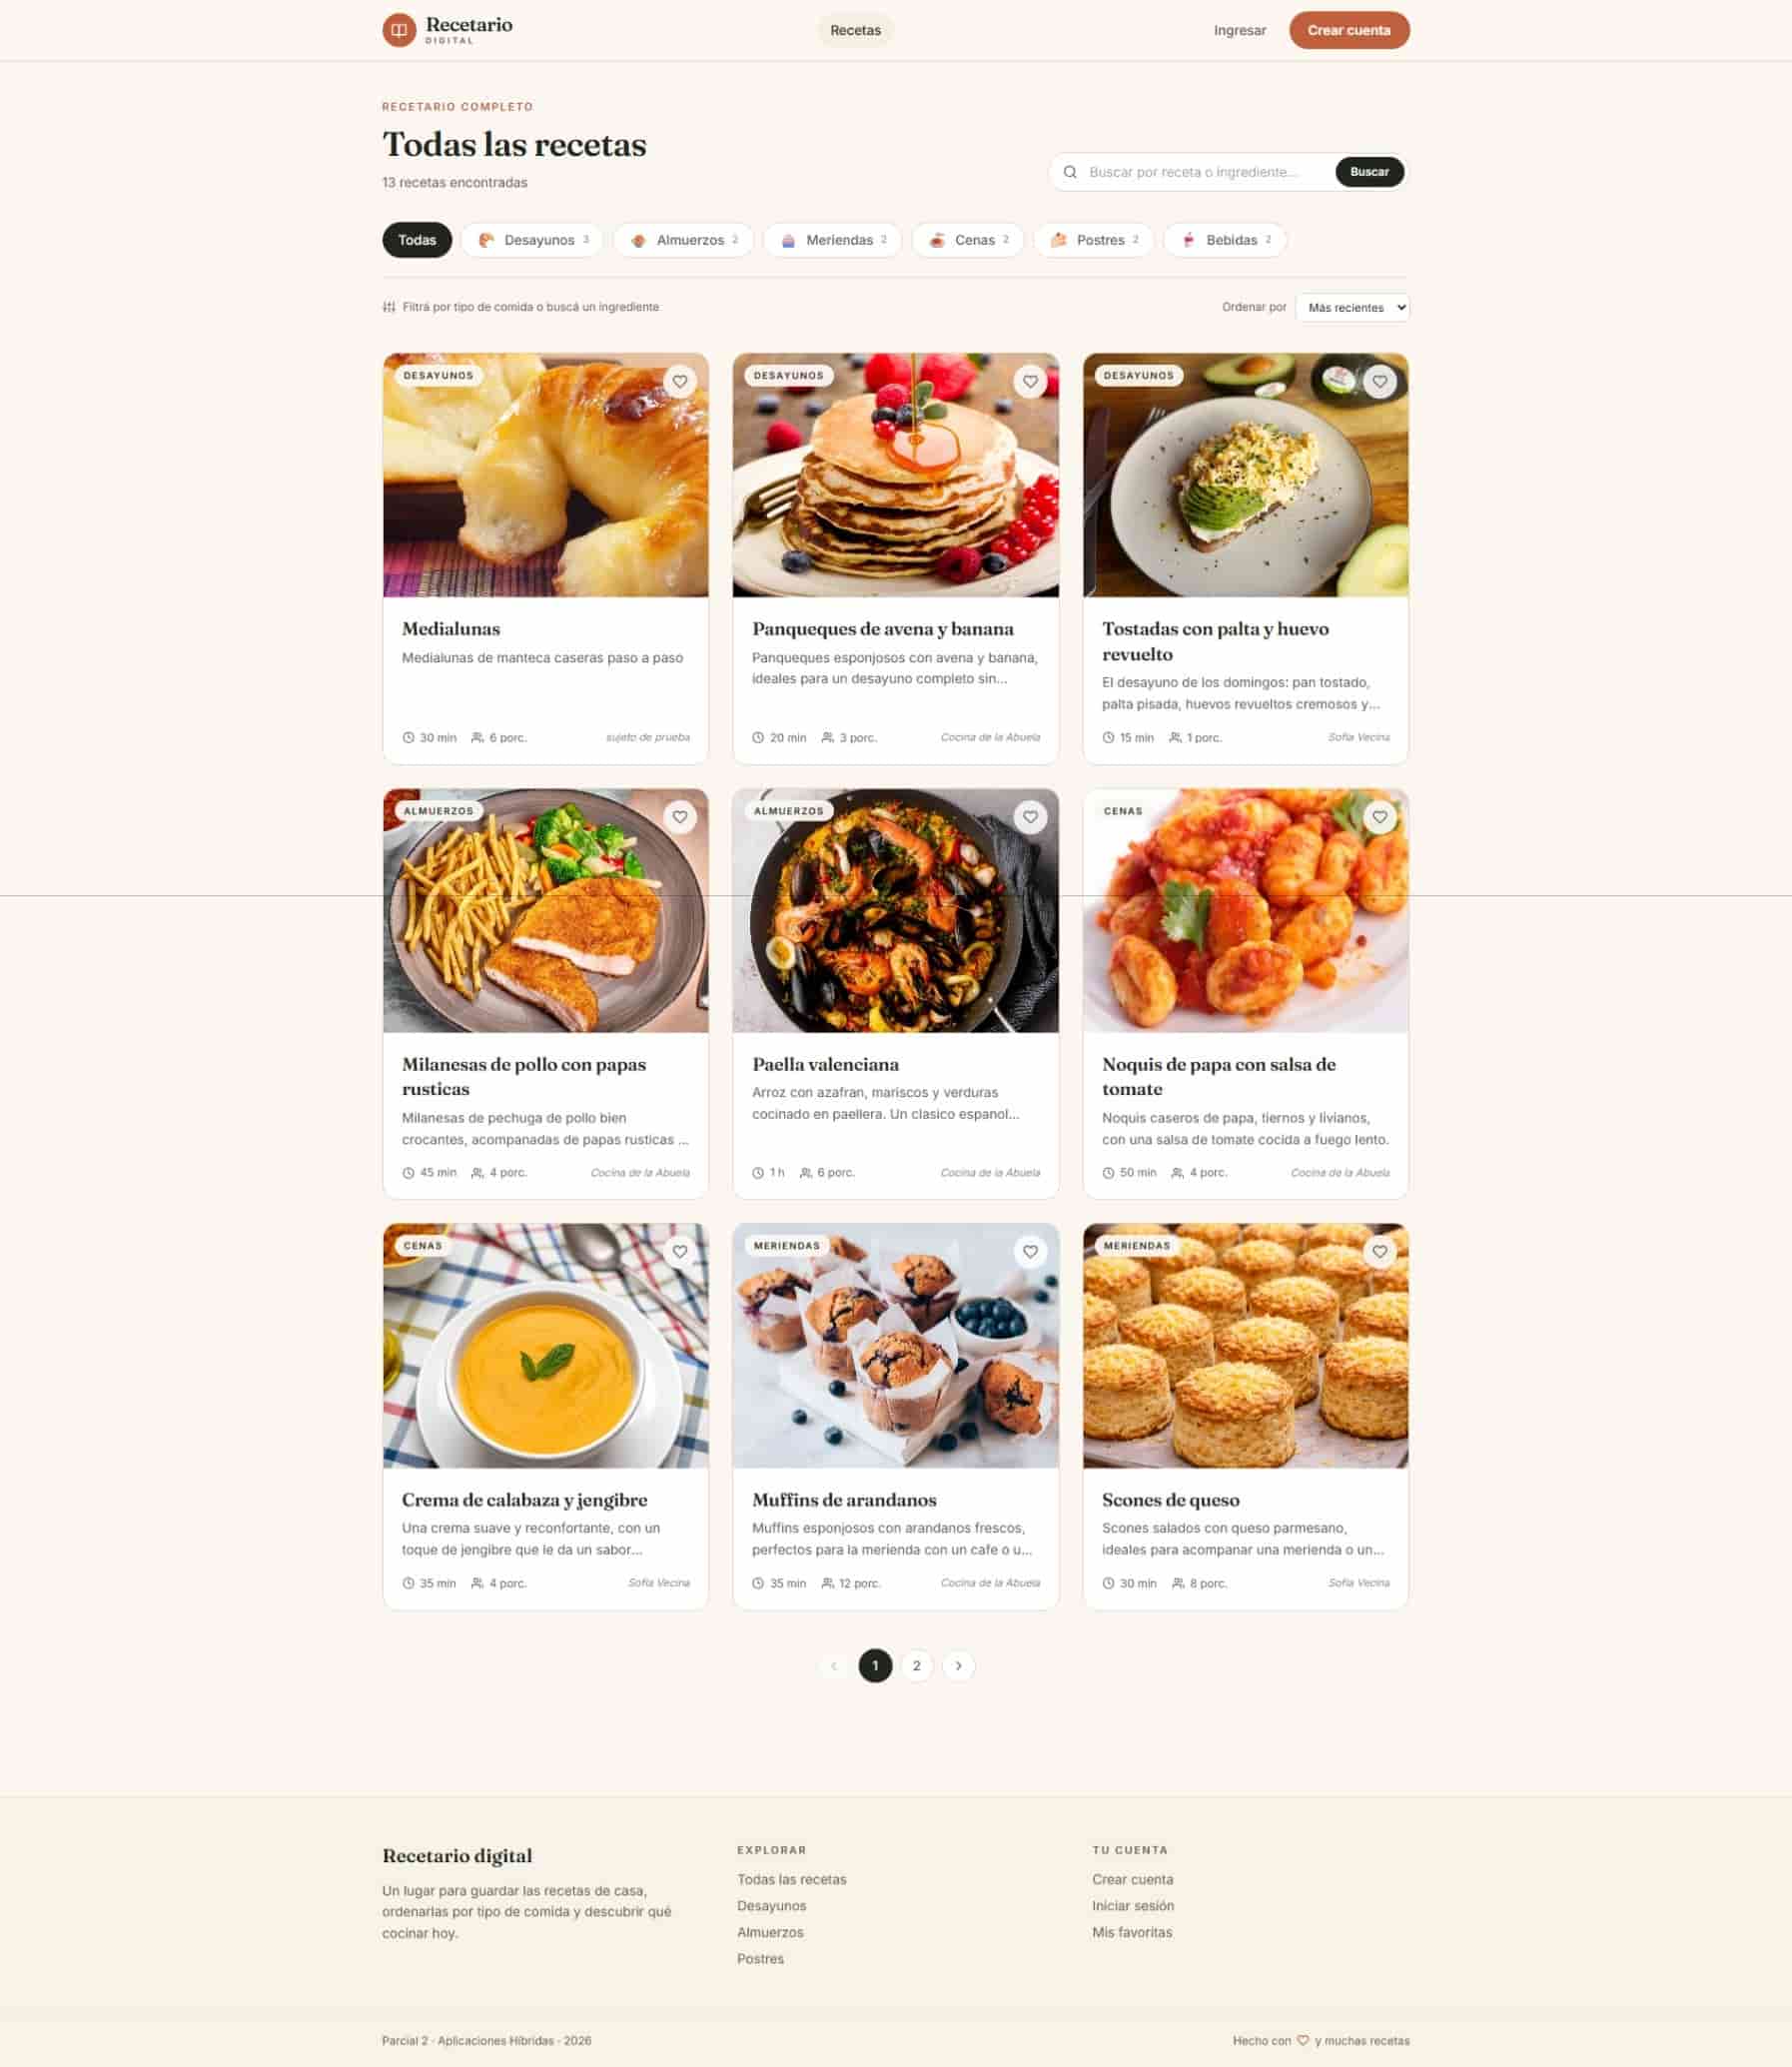 Recetario
DIGITAL
Recetas
Ingresar
Crear cuenta
RECETARIO COMPLETO
Todas las recetas
13 recetas encontradas
Buscar por receta o ingrediente...
Buscar
Todas
Desayunos 3
Almuerzos 2
Meriendas 2
Cenas 2
Postres 2
Bebidas 2
Filtrá por tipo de comida o buscá un ingrediente
Ordenar por
Más recientes
DESAYUNOS
Medialunas
Medialunas de manteca caseras paso a paso
30 min 6 porc. sujeto de prueba
DESAYUNOS
Panqueques de avena y banana
Panqueques esponjosos con avena y banana,
ideales para un desayuno completo sin...
20 min 3 porc. Cocina de la Abuela
DESAYUNOS
Tostadas con palta y huevo
revuelto
El desayuno de los domingos: pan tostado,
palta pisada, huevos revueltos cremosos y...
15 min 1 porc. Sofia Vecina
ALMUERZOS
Milanesas de pollo con papas
rusticas
Milanesas de pechuga de pollo bien
crocantes, acompanadas de papas rusticas ...
45 min 4 porc. Cocina de la Abuela
ALMUERZOS
Paella valenciana
Arroz con azafran, mariscos y verduras
cocinado en paellera. Un clasico espanol...
1 h 6 porc. Cocina de la Abuela
CENAS
Noquis de papa con salsa de
tomate
Noquis caseros de papa, tiernos y livianos,
con una salsa de tomate cocida a fuego lento.
50 min 4 porc. Cocina de la Abuela
CENAS
Crema de calabaza y jengibre
Una crema suave y reconfortante, con un
toque de jengibre que le da un sabor...
35 min 4 porc. Sofia Vecina
MERIENDAS
Muffins de arandanos
Muffins esponjosos con arandanos frescos,
perfectos para la merienda con un cafe o u...
35 min 12 porc. Cocina de la Abuela
MERIENDAS
Scones de queso
Scones salados con queso parmesano,
ideales para acompanar una merienda o un...
30 min 8 porc. Sofia Vecina
1
2
Recetario digital
Un lugar para guardar las recetas de casa,
ordenarlas por tipo de comida y descubrir qué
cocinar hoy.
EXPLORAR
Todas las recetas
Desayunos
Almuerzos
Postres
TU CUENTA
Crear cuenta
Iniciar sesión
Mis favoritas
Parcial 2 · Aplicaciones Híbridas · 2026
Hecho con ♡ y muchas recetas